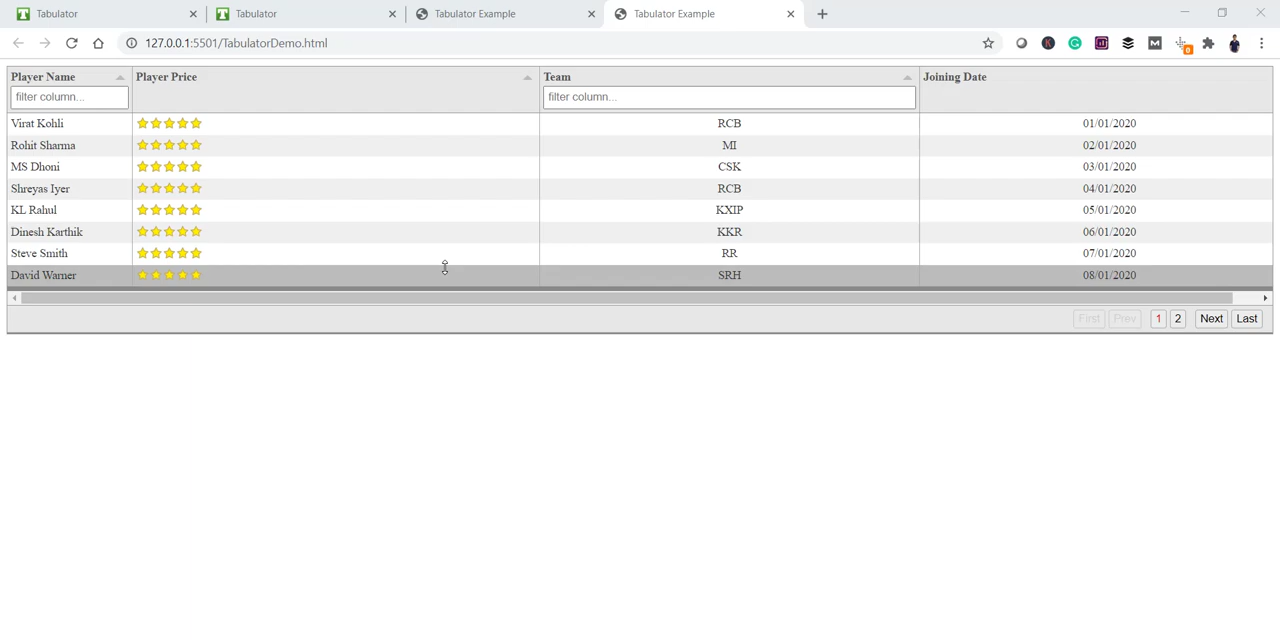 Tabulator Tabulator Tabulator Example Tabulator Example
127.0.0.1:5501/TabulatorDemo.html
Player Name Player Price Team Joining Date
filter column... filter column...
Virat Kohli RCB 01/01/2020
Rohit Sharma MI 02/01/2020
MS Dhoni CSK 03/01/2020
Shreyas Iyer RCB 04/01/2020
KL Rahul KXIP 05/01/2020
Dinesh Karthik KKR 06/01/2020
Steve Smith RR 07/01/2020
David Warner SRH 08/01/2020
First Prev 1 2 Next Last